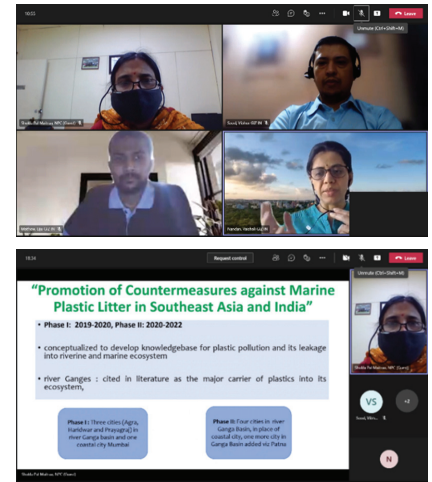 Leave
Unmute (Ctrl+Shift+M)
Request control
Leave
Unmute (Ctrl+Shift+M)
"Promotion of Countermeasures against Marine
Plastic Litter in Southeast Asia and India"
• Phase I: 2019-2020, Phase II: 2020-2022
• conceptualized to develop knowledgebase for plastic pollution and its leakage
into riverine and marine ecosystem
• river Ganges : cited in literature as the major carrier of plastics into its
ecosystem,
Phase I : Three cities (Agra,
Haridwar and Prayagraj) in
river Ganga basin and one
coastal city Mumbai
Phase II: Four cities in river
Ganga Basin, in place of
coastal city, one more city in
Ganga Basin added viz Patna
VS
+2
N